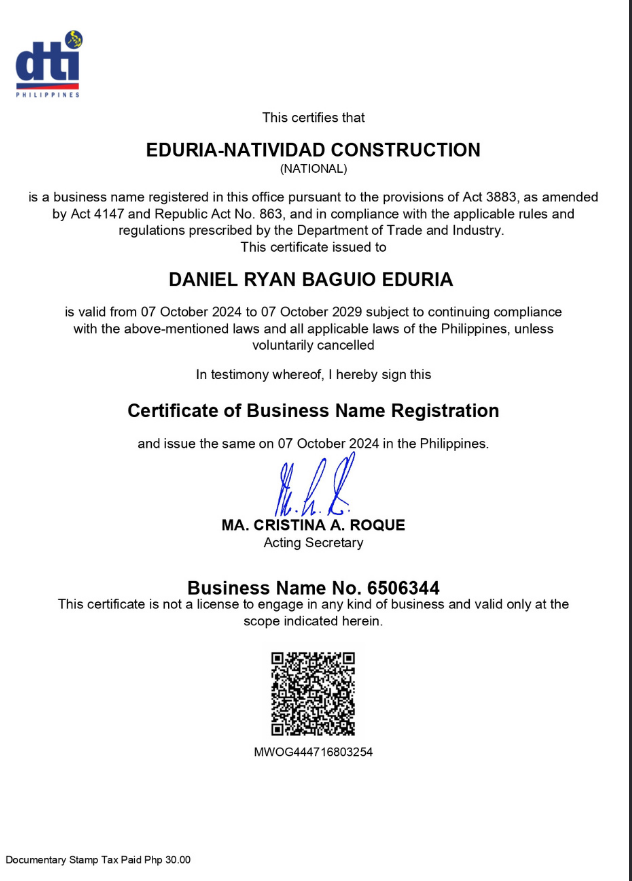 dti
PHILIPPINES
This certifies that
EDURIA-NATIVIDAD CONSTRUCTION
(NATIONAL)
is a business name registered in this office pursuant to the provisions of Act 3883, as amended
by Act 4147 and Republic Act No. 863, and in compliance with the applicable rules and
regulations prescribed by the Department of Trade and Industry.
This certificate issued to
DANIEL RYAN BAGUIO EDURIA
is valid from 07 October 2024 to 07 October 2029 subject to continuing compliance
with the above-mentioned laws and all applicable laws of the Philippines, unless
voluntarily cancelled
In testimony whereof, I hereby sign this
Certificate of Business Name Registration
and issue the same on 07 October 2024 in the Philippines.
MA. CRISTINA A. ROQUE
Acting Secretary
Business Name No. 6506344
This certificate is not a license to engage in any kind of business and valid only at the
scope indicated herein.
MWOG444716803254
Documentary Stamp Tax Paid Php 30.00